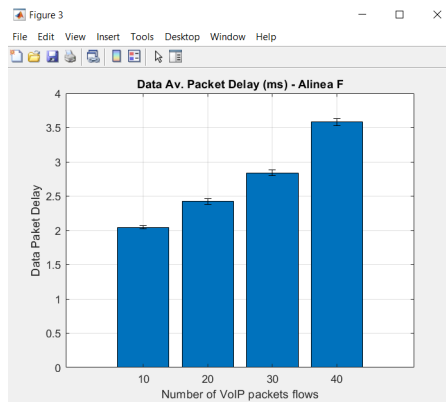 Figure 3
File Edit View Insert Tools Desktop Window Help
Data Av. Packet Delay (ms) - Alinea F
4
3.5
3
2.5
2
1.5
1
0.5
0
Data Paket Delay
10 20 30 40
Number of VoIP packets flows